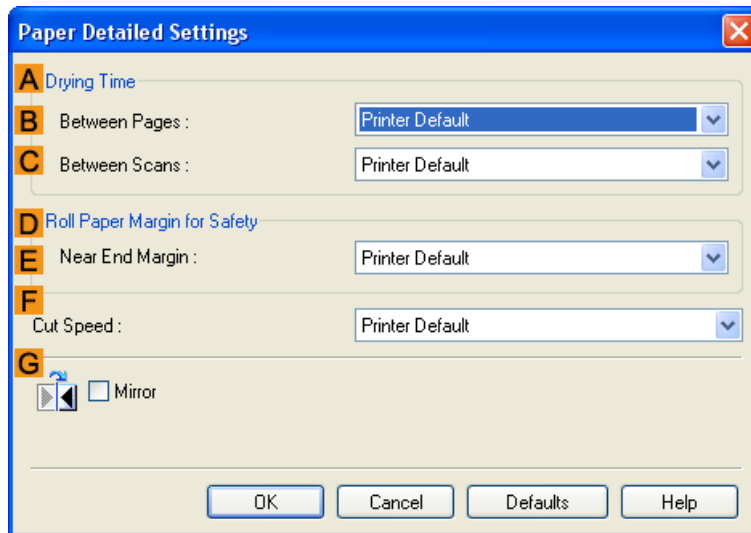 Paper Detailed Settings
A Drying Time
B Between Pages : Printer Default
C Between Scans : Printer Default
D Roll Paper Margin for Safety
E Near End Margin : Printer Default
F
Cut Speed : Printer Default
G
Mirror
OK Cancel Defaults Help